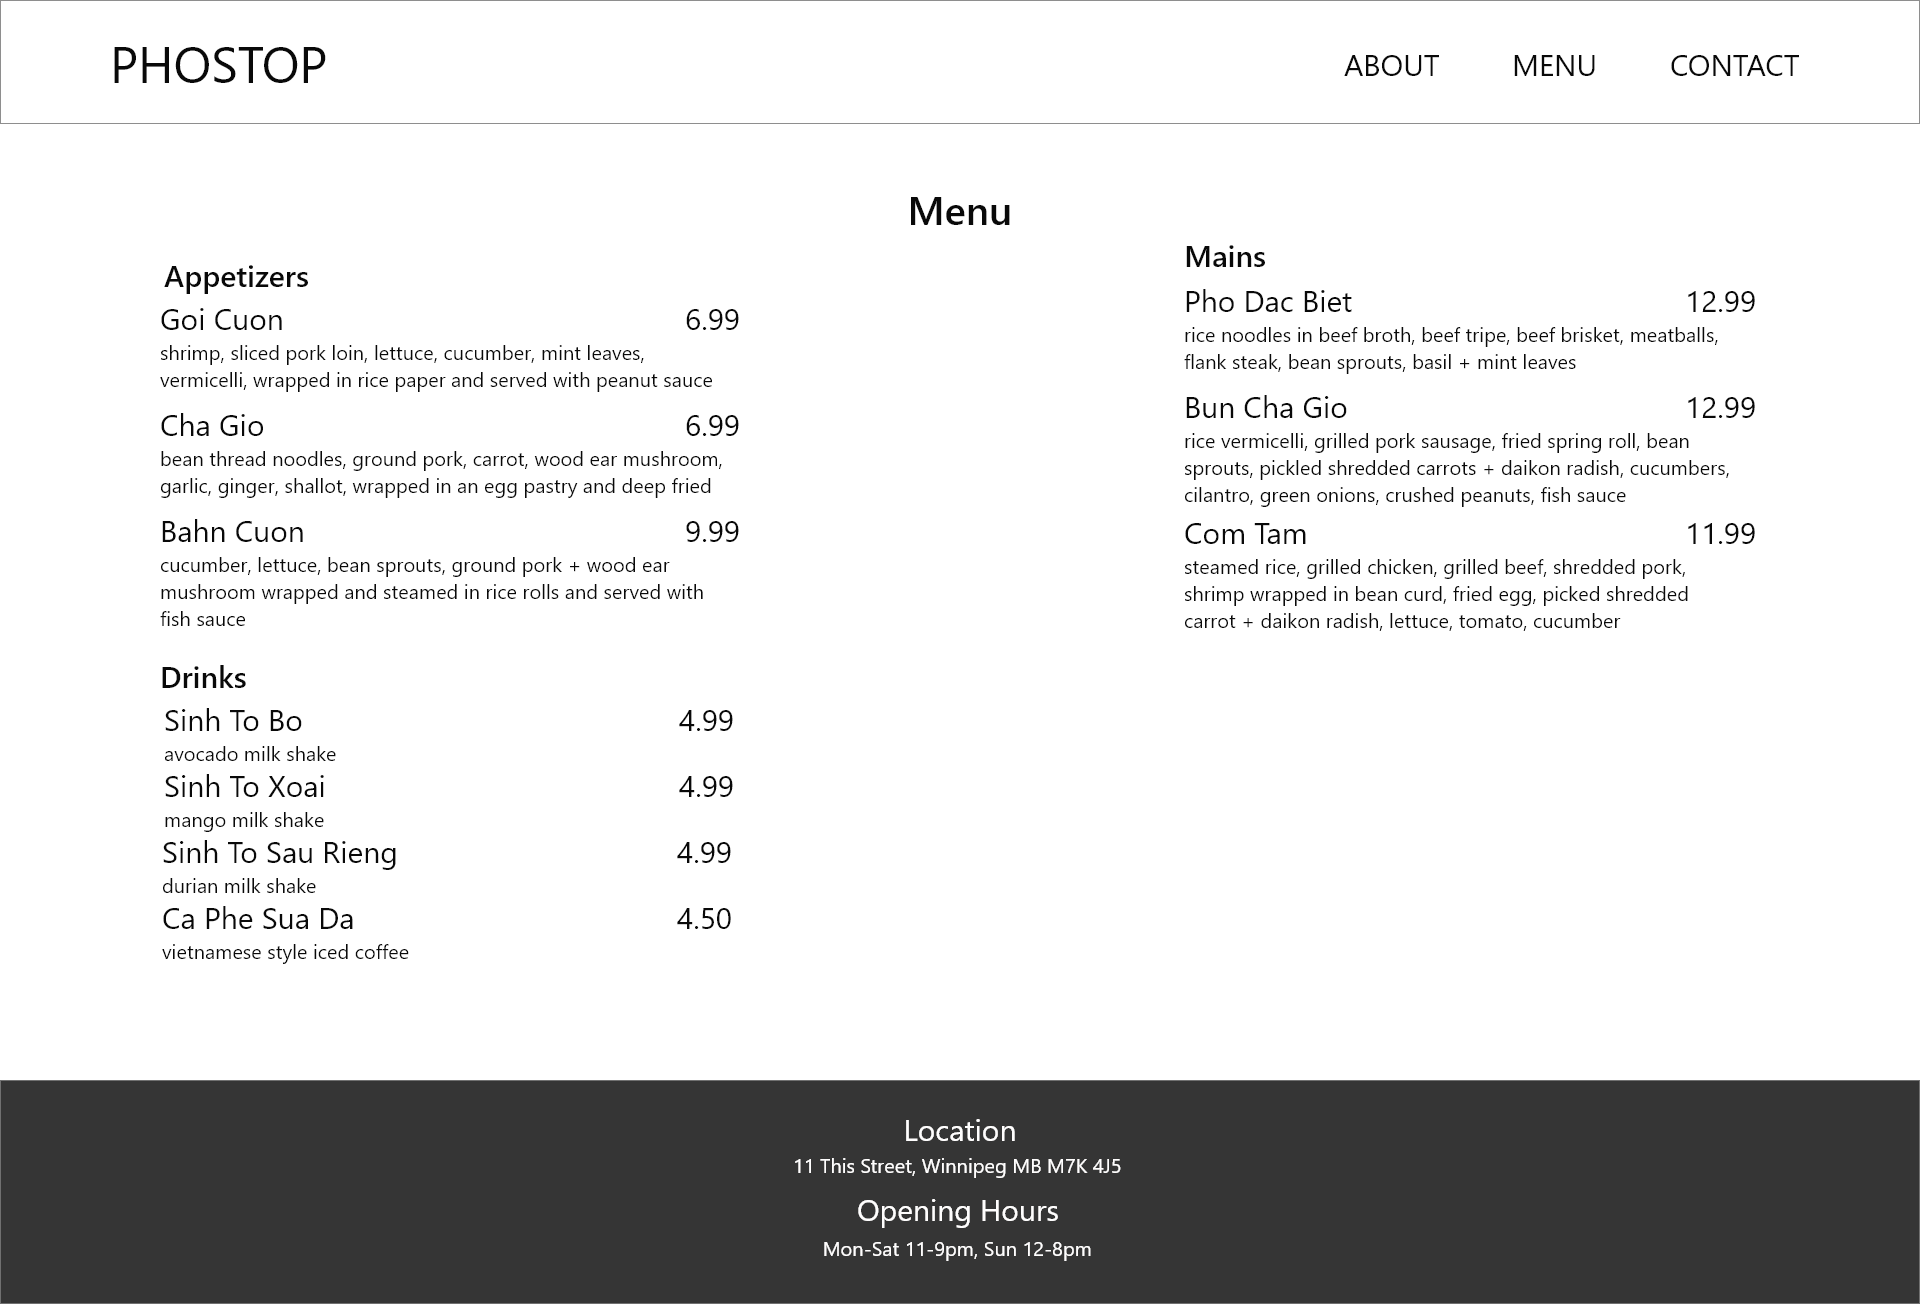 PHOSTOP
ABOUT
MENU
CONTACT
Menu
Appetizers
Goi Cuon 6.99
shrimp, sliced pork loin, lettuce, cucumber, mint leaves,
vermicelli, wrapped in rice paper and served with peanut sauce
Cha Gio 6.99
bean thread noodles, ground pork, carrot, wood ear mushroom,
garlic, ginger, shallot, wrapped in an egg pastry and deep fried
Bahn Cuon 9.99
cucumber, lettuce, bean sprouts, ground pork + wood ear
mushroom wrapped and steamed in rice rolls and served with
fish sauce
Drinks
Sinh To Bo 4.99
avocado milk shake
Sinh To Xoai 4.99
mango milk shake
Sinh To Sau Rieng 4.99
durian milk shake
Ca Phe Sua Da 4.50
vietnamese style iced coffee
Mains
Pho Dac Biet 12.99
rice noodles in beef broth, beef tripe, beef brisket, meatballs,
flank steak, bean sprouts, basil + mint leaves
Bun Cha Gio 12.99
rice vermicelli, grilled pork sausage, fried spring roll, bean
sprouts, pickled shredded carrots + daikon radish, cucumbers,
cilantro, green onions, crushed peanuts, fish sauce
Com Tam 11.99
steamed rice, grilled chicken, grilled beef, shredded pork,
shrimp wrapped in bean curd, fried egg, picked shredded
carrot + daikon radish, lettuce, tomato, cucumber
Location
11 This Street, Winnipeg MB M7K 4J5
Opening Hours
Mon-Sat 11-9pm, Sun 12-8pm